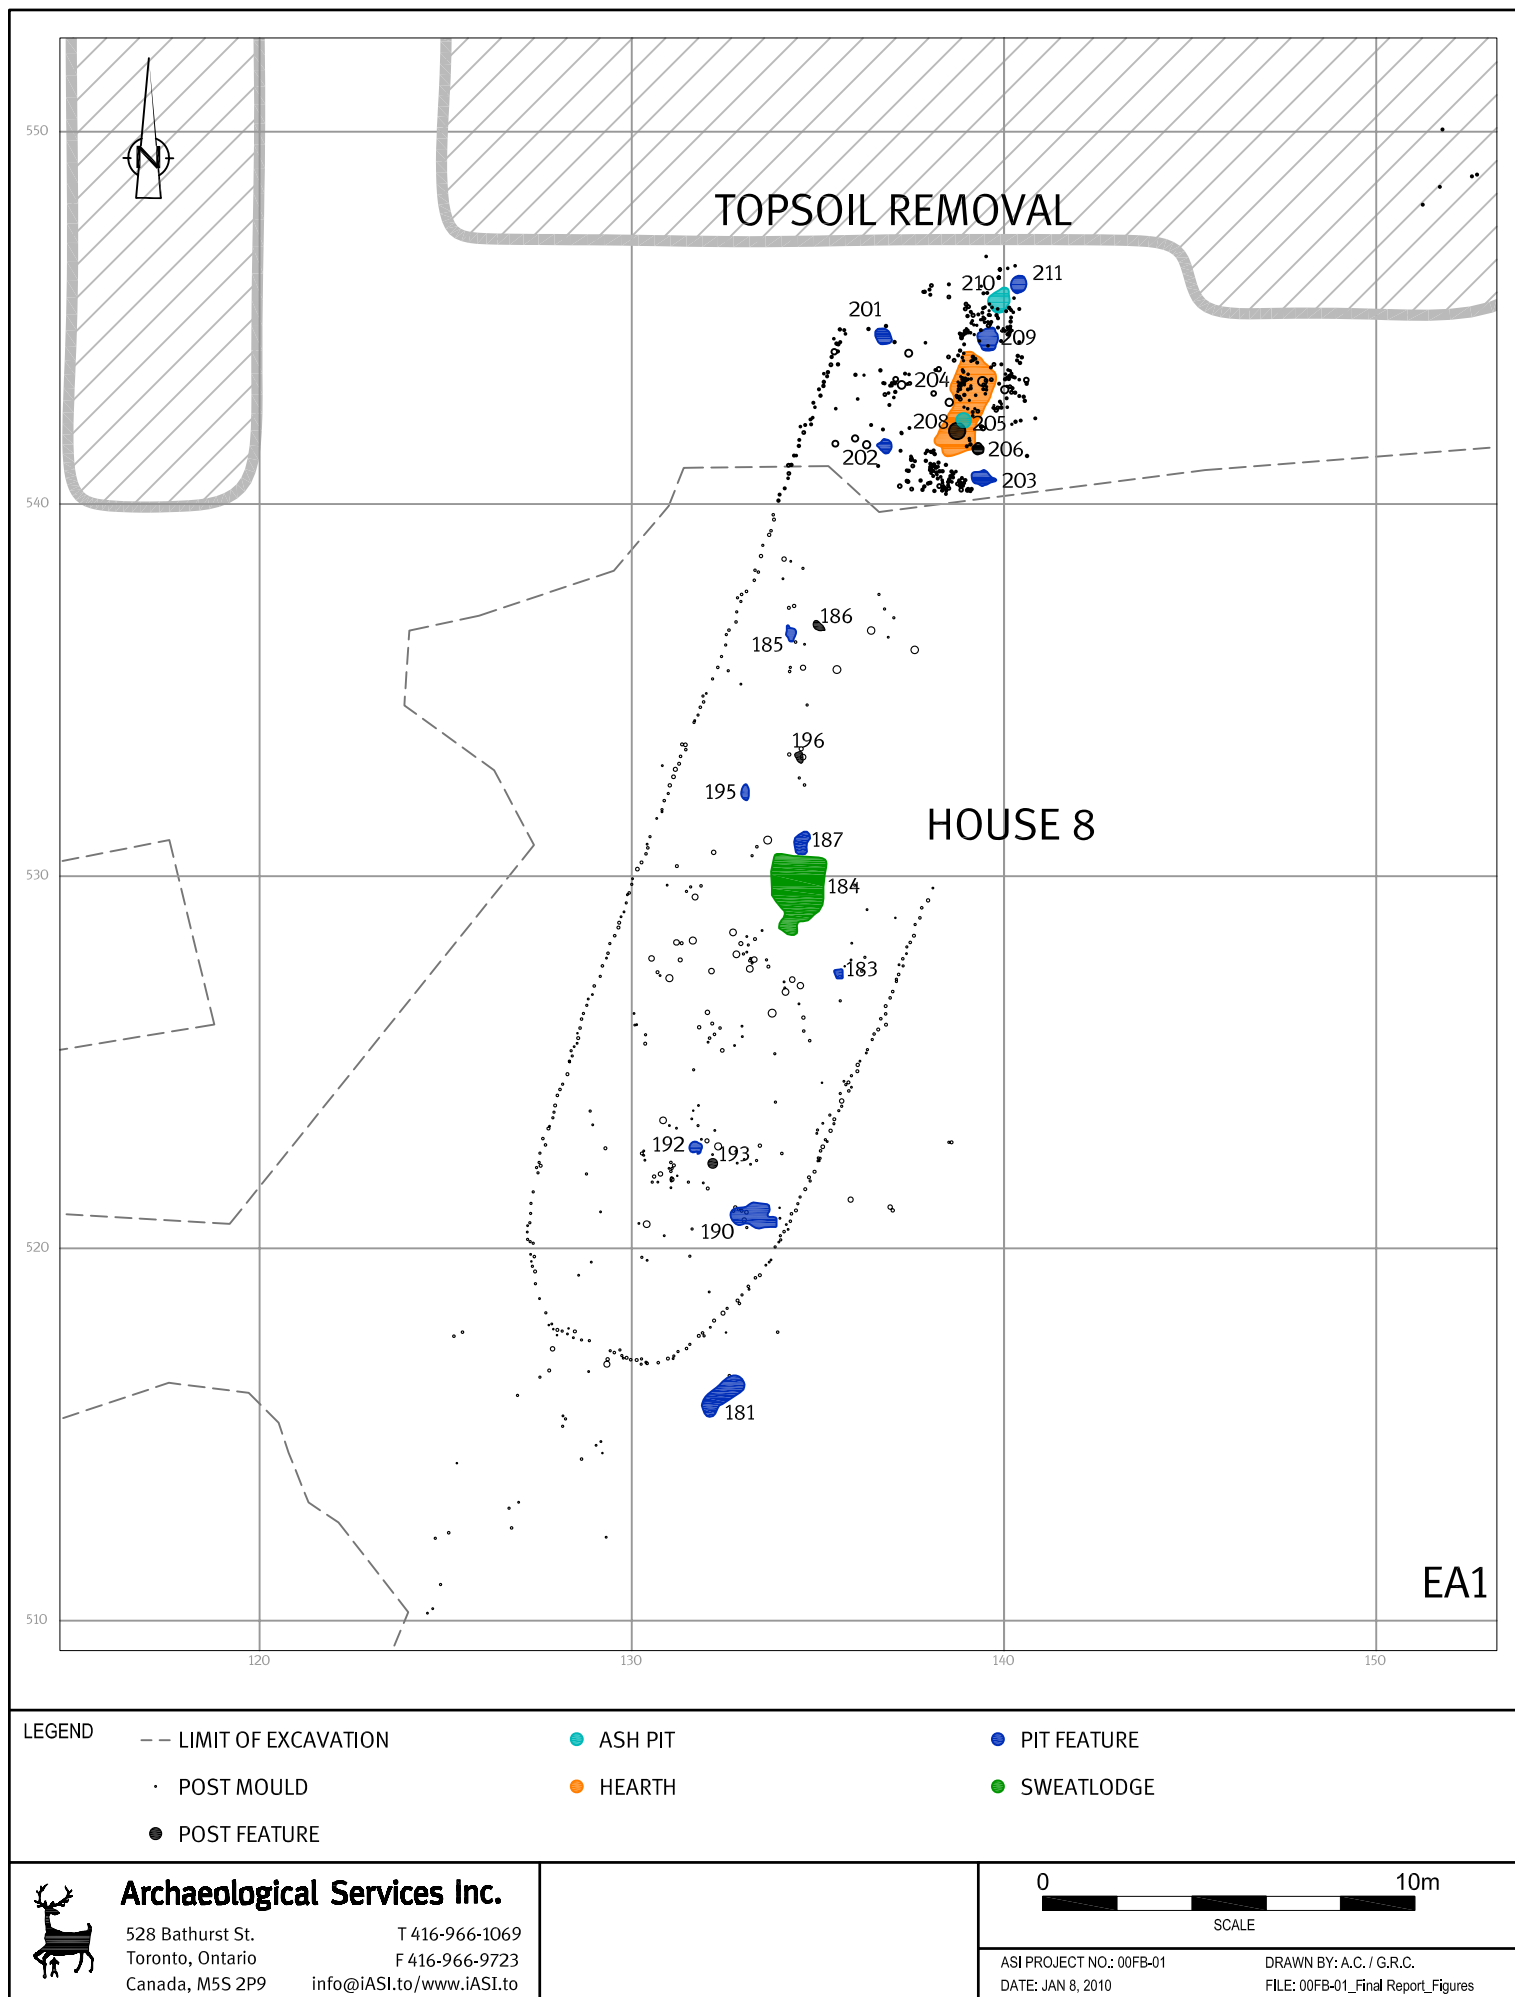 550
N
TOPSOIL REMOVAL
210
211
201
209
204
208
205
202
206
203
540
186
185
196
195
HOUSE 8
187
530
184
183
192
193
190
520
181
EA1
510
120
130
140
150
LEGEND
LIMIT OF EXCAVATION
ASH PIT
PIT FEATURE
POST MOULD
HEARTH
SWEATLODGE
POST FEATURE
Archaeological Services Inc.
528 Bathurst St.
T 416-966-1069
Toronto, Ontario
F 416-966-9723
Canada, M5S 2P9
info@iASI.to/www.iASI.to
0
10m
SCALE
ASI PROJECT NO.: 00FB-01
DRAWN BY: A.C. / G.R.C.
DATE: JAN 8, 2010
FILE: 00FB-01_Final Report_Figures